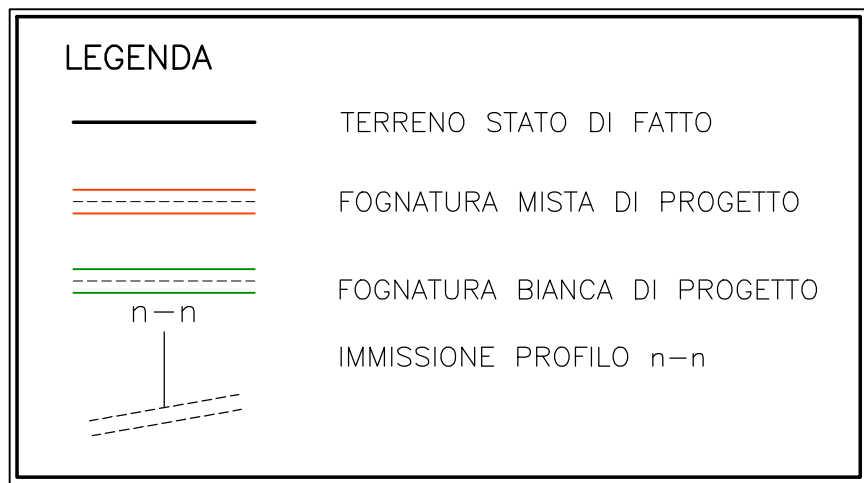 LEGENDA
TERRENO STATO DI FATTO
FOGNATURA MISTA DI PROGETTO
FOGNATURA BIANCA DI PROGETTO
n-n
IMMISSIONE PROFILO n-n